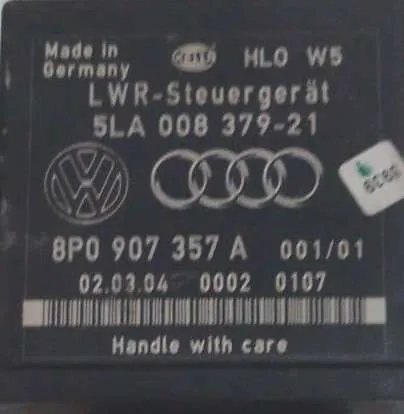 Made in
Germany
HELLA HLO W5
LWR-Steuergerät
5LA 008 379-21
8P0 907 357 A 001/01
02.03.04 0002 0107
Handle with care